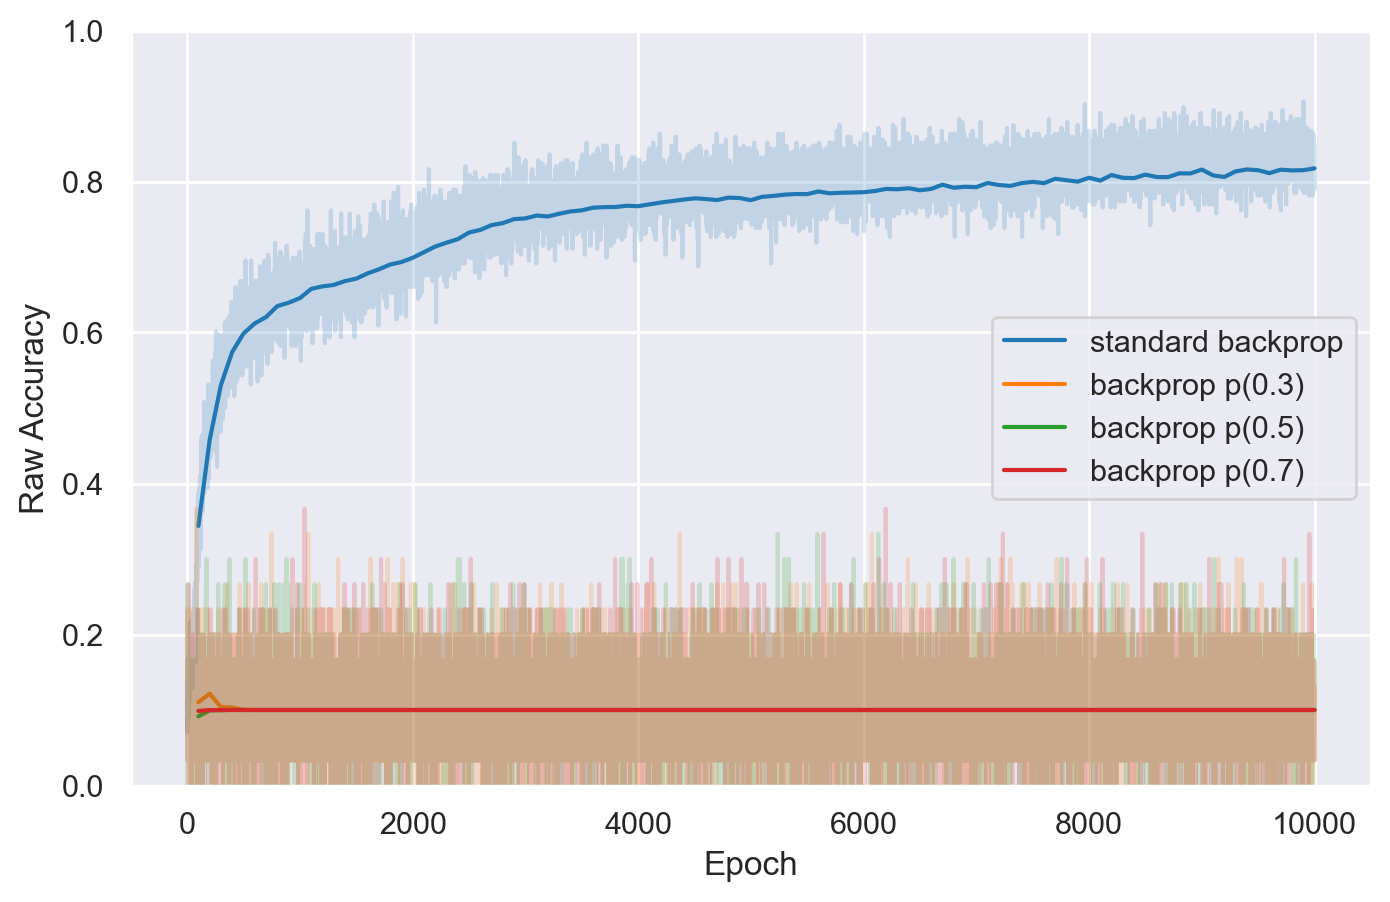 1.0
0.8
0.6
0.4
0.2
0.0
Raw Accuracy
standard backprop
backprop p(0.3)
backprop p(0.5)
backprop p(0.7)
0 2000 4000 6000 8000 10000
Epoch